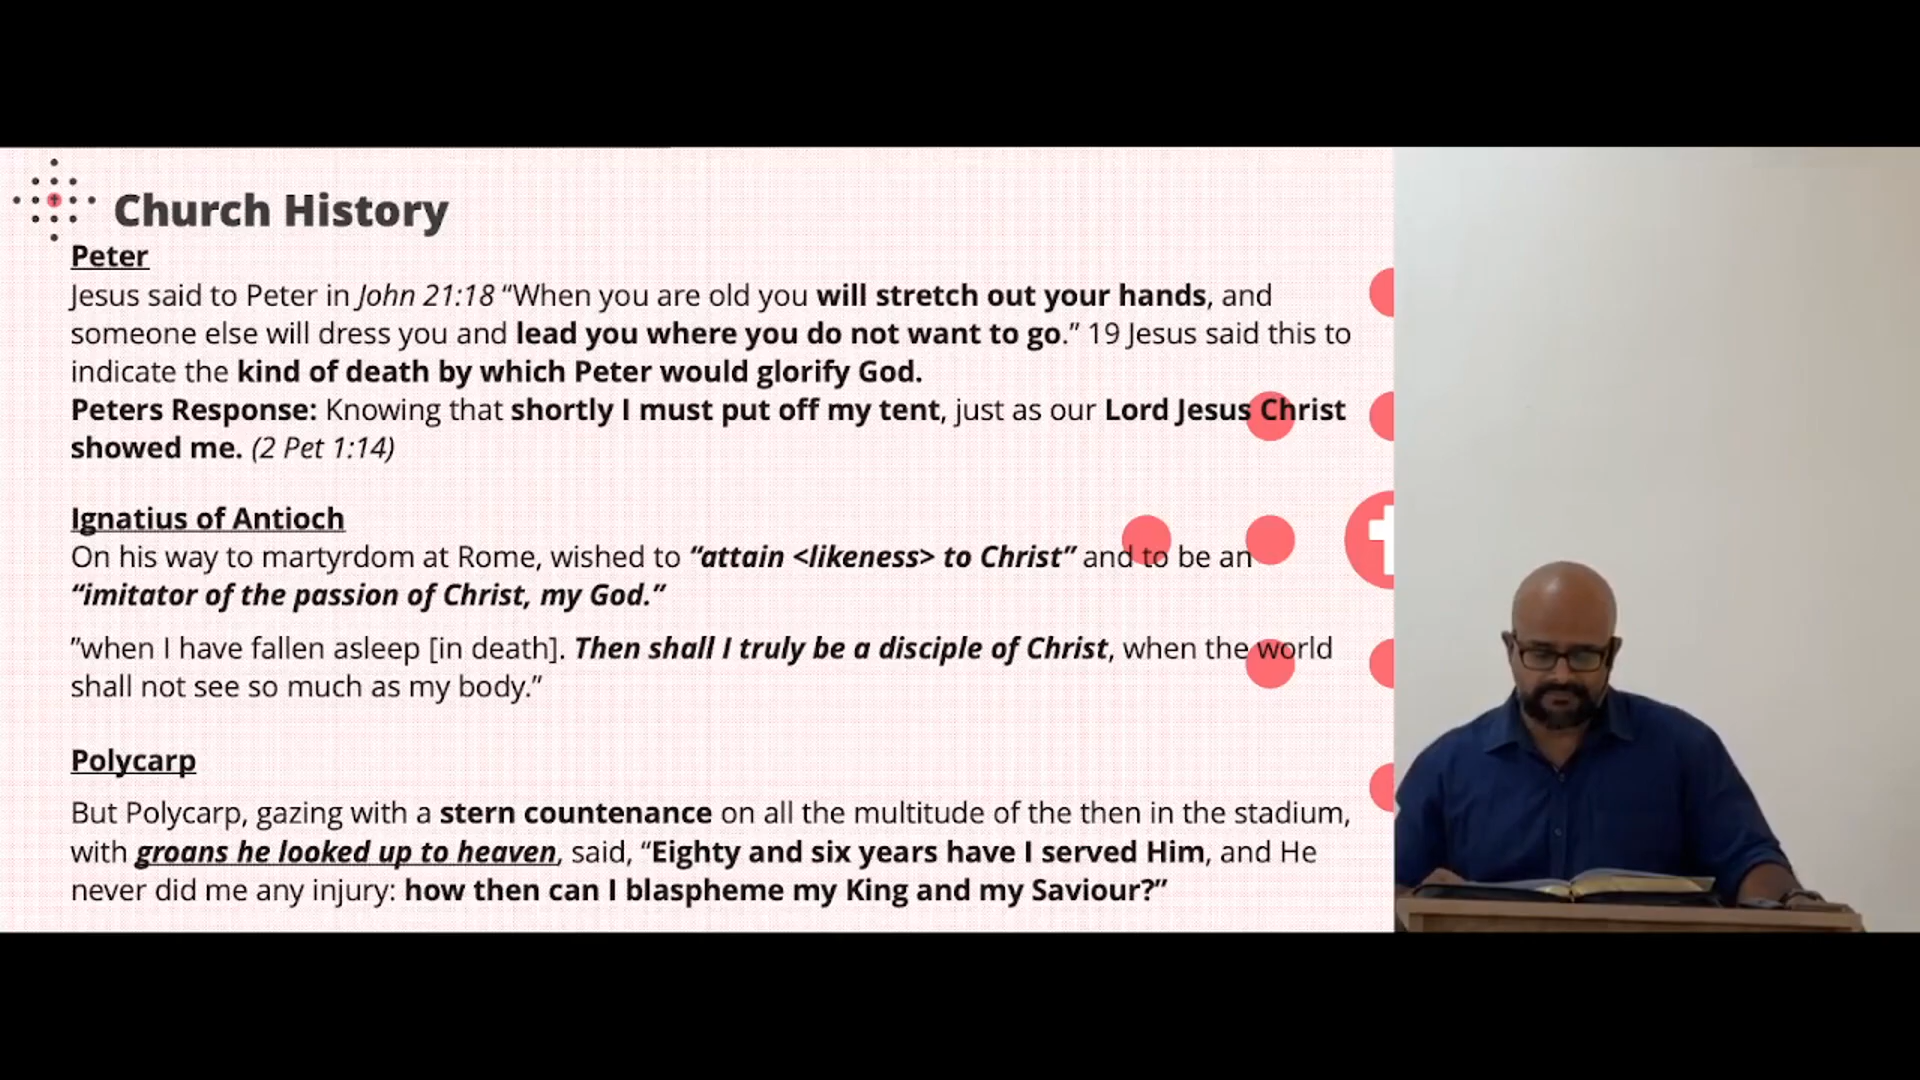 Church History
Peter
Jesus said to Peter in John 21:18 “When you are old you will stretch out your hands, and
someone else will dress you and lead you where you do not want to go.” 19 Jesus said this to
indicate the kind of death by which Peter would glorify God.
Peters Response: Knowing that shortly I must put off my tent, just as our Lord Jesus Christ
showed me. (2 Pet 1:14)
Ignatius of Antioch
On his way to martyrdom at Rome, wished to “attain <likeness> to Christ” and to be an
“imitator of the passion of Christ, my God.”
”when I have fallen asleep [in death]. Then shall I truly be a disciple of Christ, when the world
shall not see so much as my body.”
Polycarp
But Polycarp, gazing with a stern countenance on all the multitude of the then in the stadium,
with groans he looked up to heaven, said, “Eighty and six years have I served Him, and He
never did me any injury: how then can I blaspheme my King and my Saviour?”